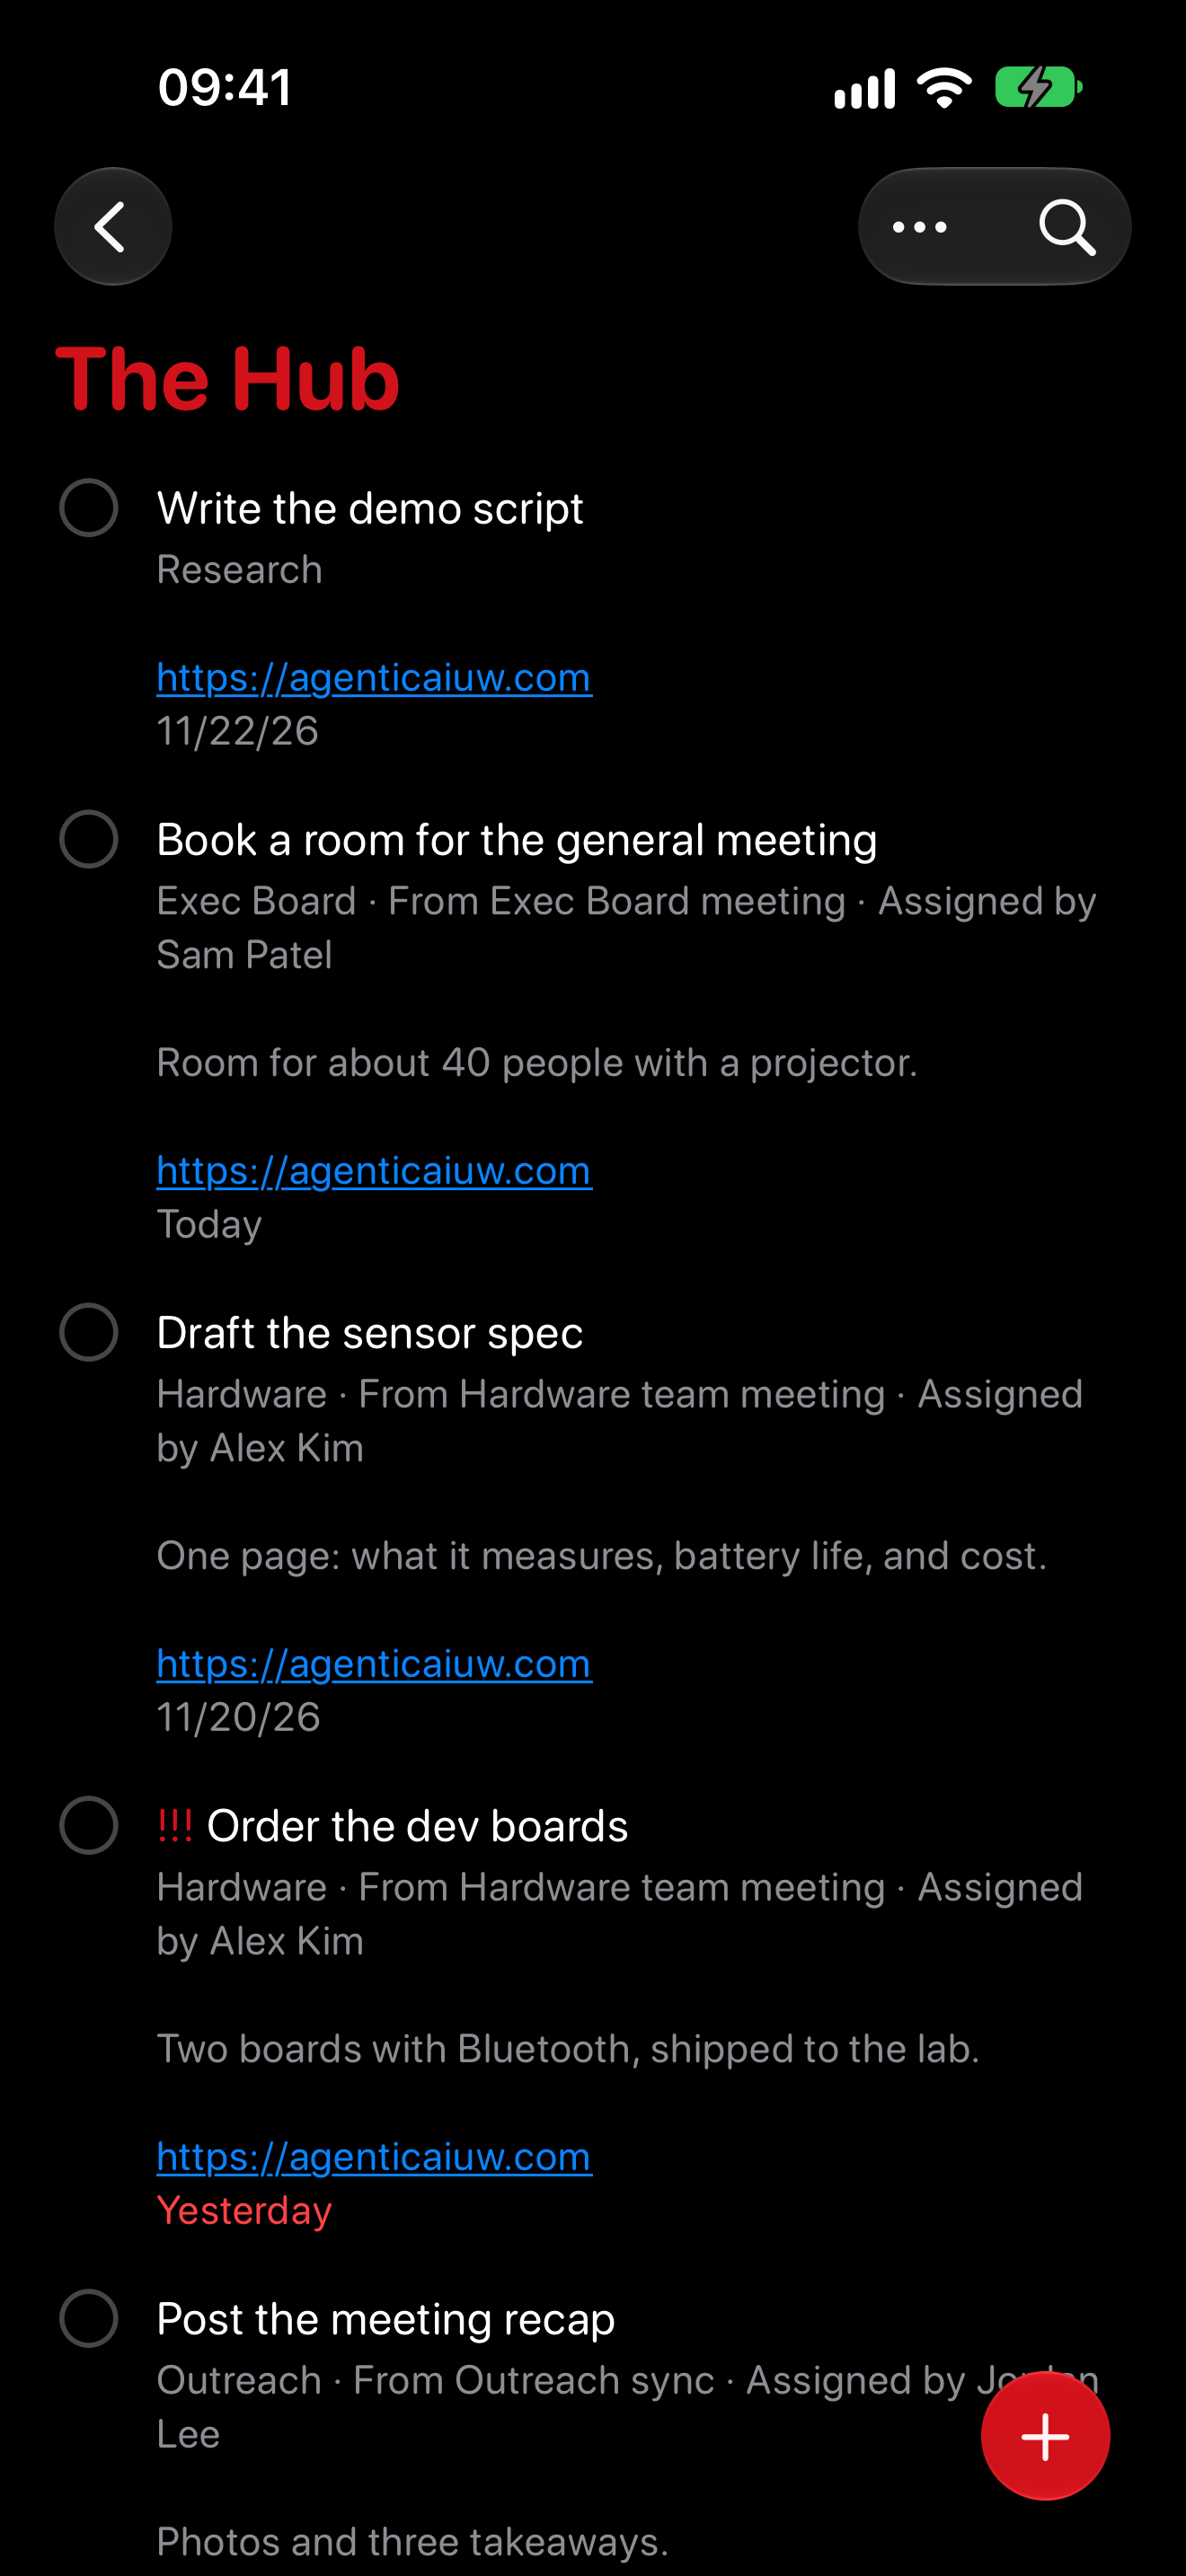 09:41
The Hub
Write the demo script
Research
https://agenticaiuw.com
11/22/26
Book a room for the general meeting
Exec Board · From Exec Board meeting · Assigned by
Sam Patel
Room for about 40 people with a projector.
https://agenticaiuw.com
Today
Draft the sensor spec
Hardware · From Hardware team meeting · Assigned
by Alex Kim
One page: what it measures, battery life, and cost.
https://agenticaiuw.com
11/20/26
!!! Order the dev boards
Hardware · From Hardware team meeting · Assigned
by Alex Kim
Two boards with Bluetooth, shipped to the lab.
https://agenticaiuw.com
Yesterday
Post the meeting recap
Outreach · From Outreach sync · Assigned by
Lee
Photos and three takeaways.